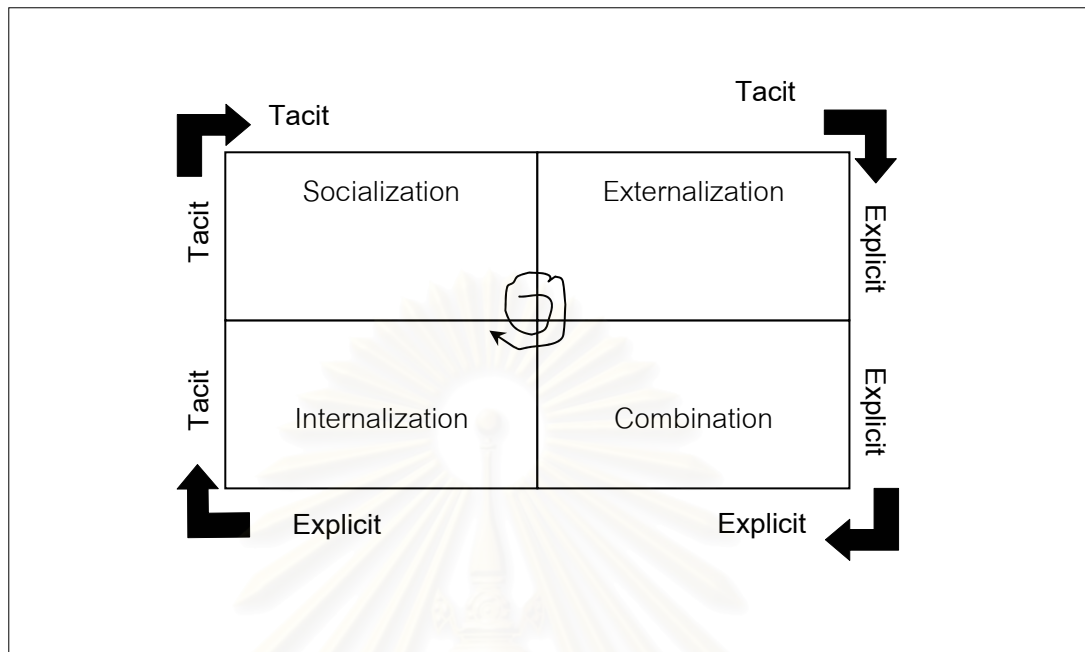 Tacit
Tacit
Tacit
Socialization
Externalization
Explicit
Tacit
Internalization
Combination
Explicit
Explicit
Explicit